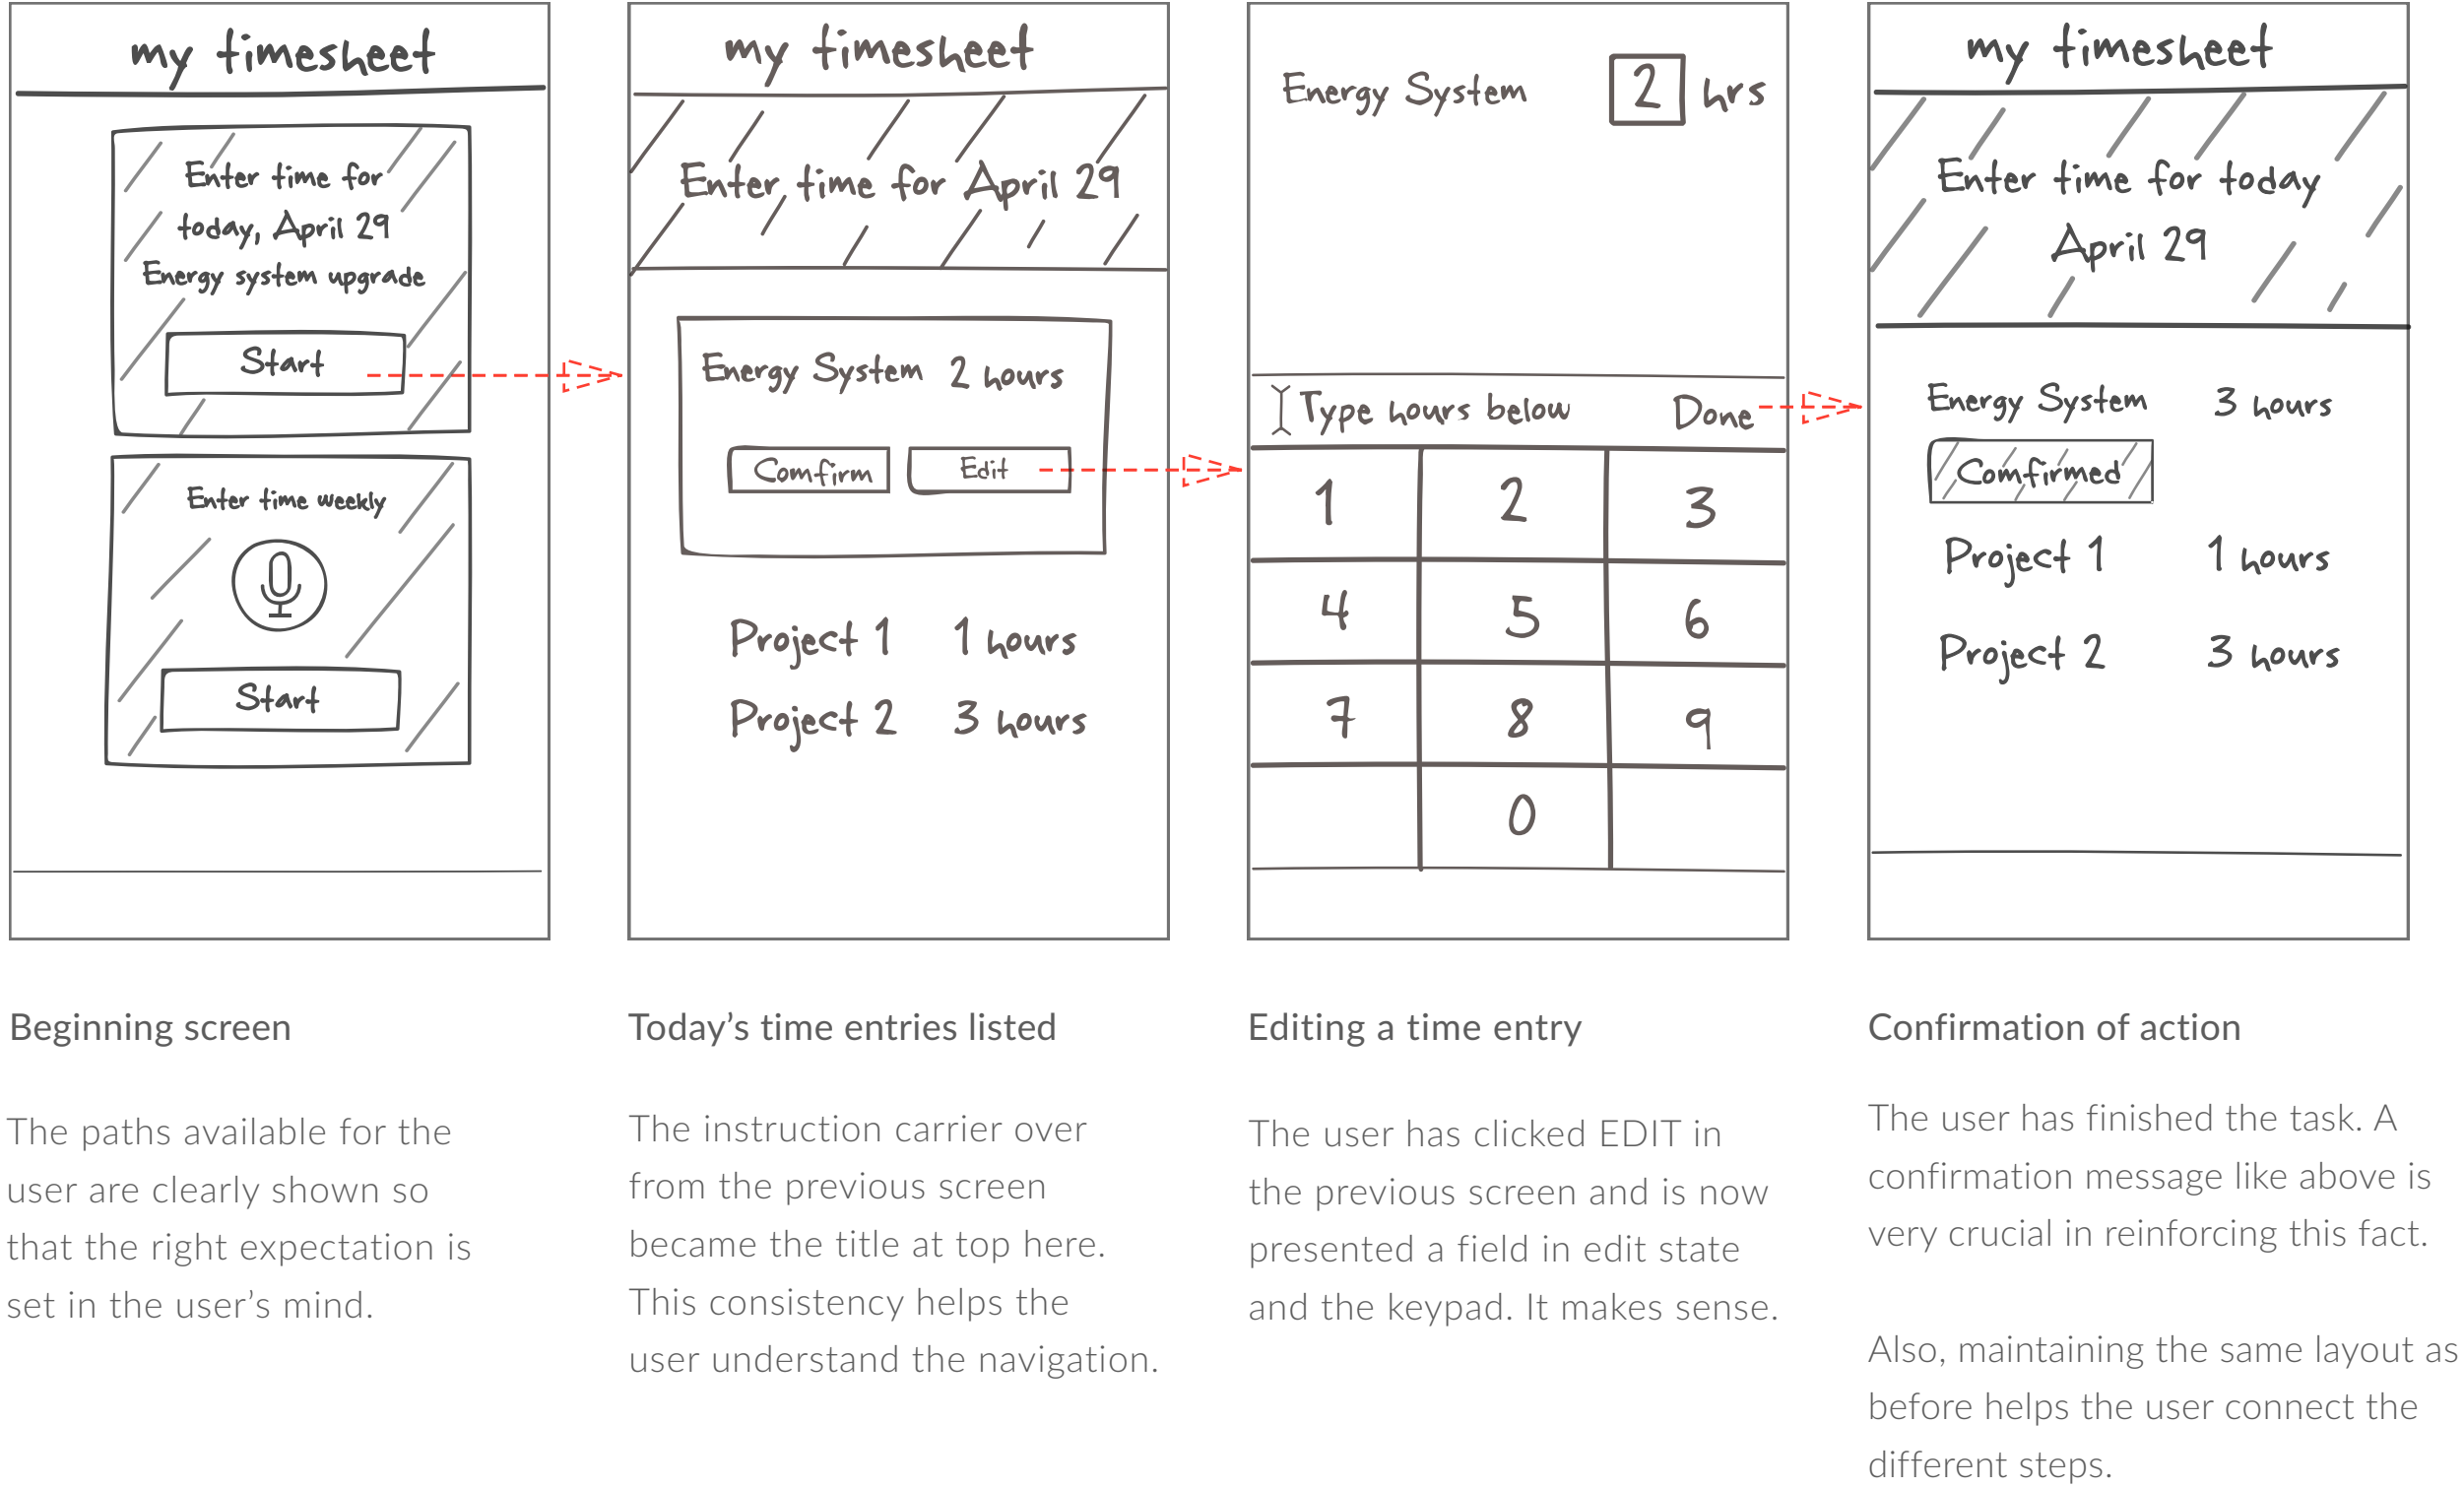 my timesheet
Enter time for
today, April 29
Energy system upgrade
Start
Enter time weekly
Start
my timesheet
Enter time for April 29
Energy System 2 hours
Comfirm Edit
Project 1 1 hours
Project 2 3 hours
Energy System 2 hrs
Type hours below Done
1 2 3
4 5 6
7 8 9
0
my timesheet
Enter time for today
April 29
Energy System 3 hours
Comfirmed
Project 1 1 hours
Project 2 3 hours
Beginning screen
The paths available for the
user are clearly shown so
that the right expectation is
set in the user’s mind.
Today’s time entries listed
The instruction carrier over
from the previous screen
became the title at top here.
This consistency helps the
user understand the navigation.
Editing a time entry
The user has clicked EDIT in
the previous screen and is now
presented a field in edit state
and the keypad. It makes sense.
Confirmation of action
The user has finished the task. A
confirmation message like above is
very crucial in reinforcing this fact.
Also, maintaining the same layout as
before helps the user connect the
different steps.